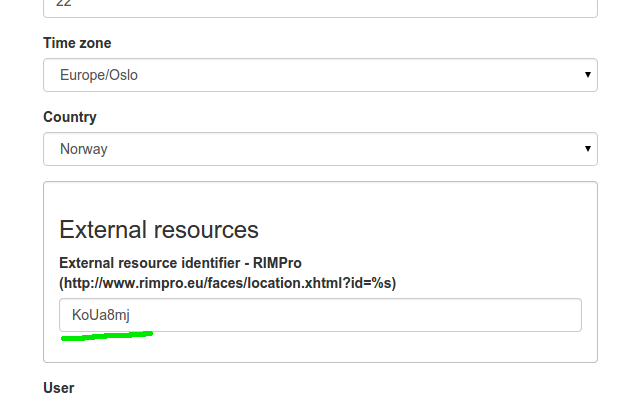 22
Time zone
Europe/Oslo
Country
Norway
External resources
External resource identifier - RIMPro
(http://www.rimpro.eu/faces/location.xhtml?id=%s)
KoUa8mj
User